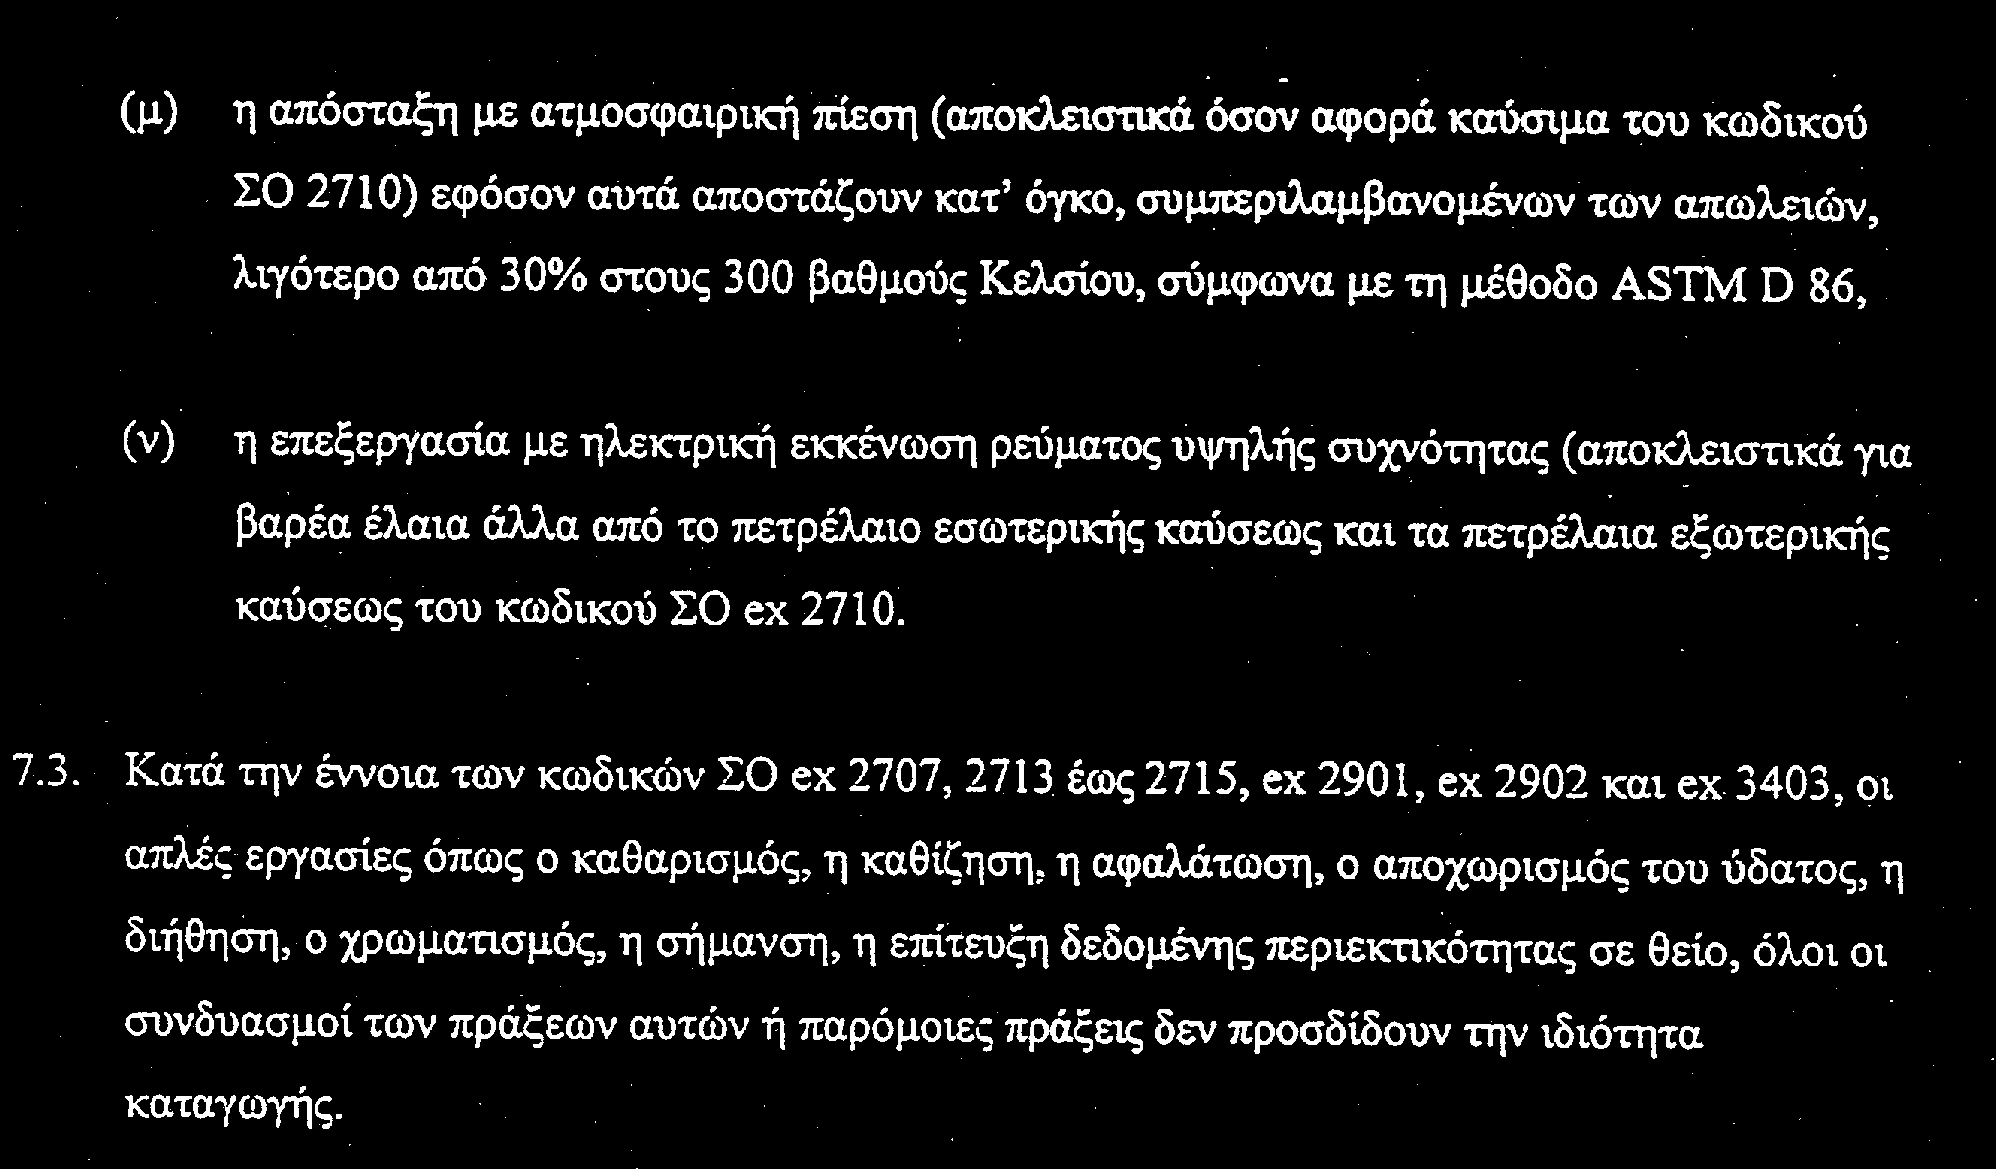 (μ) η απόσταξη με ατμοσφαιρική πίεση (αποκλειστικά όσον αφορά καύσιμα του κωδικού
ΣΟ 2710) εφόσον αυτά αποστάζουν κατ’ όγκο, συμπεριλαμβανομένων των απωλειών,
λιγότερο από 30% στους 300 βαθμούς Κελσίου, σύμφωνα με τη μέθοδο ASTM D 86,
(ν) η επεξεργασία με ηλεκτρική εκκένωση ρεύματος υψηλής συχνότητας (αποκλειστικά για
βαρέα έλαια άλλα από το πετρέλαιο εσωτερικής καύσεως και τα πετρέλαια εξωτερικής
καύσεως του κωδικού ΣΟ ex 2710.
7.3. Κατά την έννοια των κωδικών ΣΟ ex 2707, 2713 έως 2715, ex 2901, ex 2902 και ex 3403, οι
απλές εργασίες όπως ο καθαρισμός, η καθίζηση, η αφαλάτωση, ο αποχωρισμός του ύδατος, η
διήθηση, ο χρωματισμός, η σήμανση, η επίτευξη δεδομένης περιεκτικότητας σε θείο, όλοι οι
συνδυασμοί των πράξεων αυτών ή παρόμοιες πράξεις δεν προσδίδουν την ιδιότητα
καταγωγής.